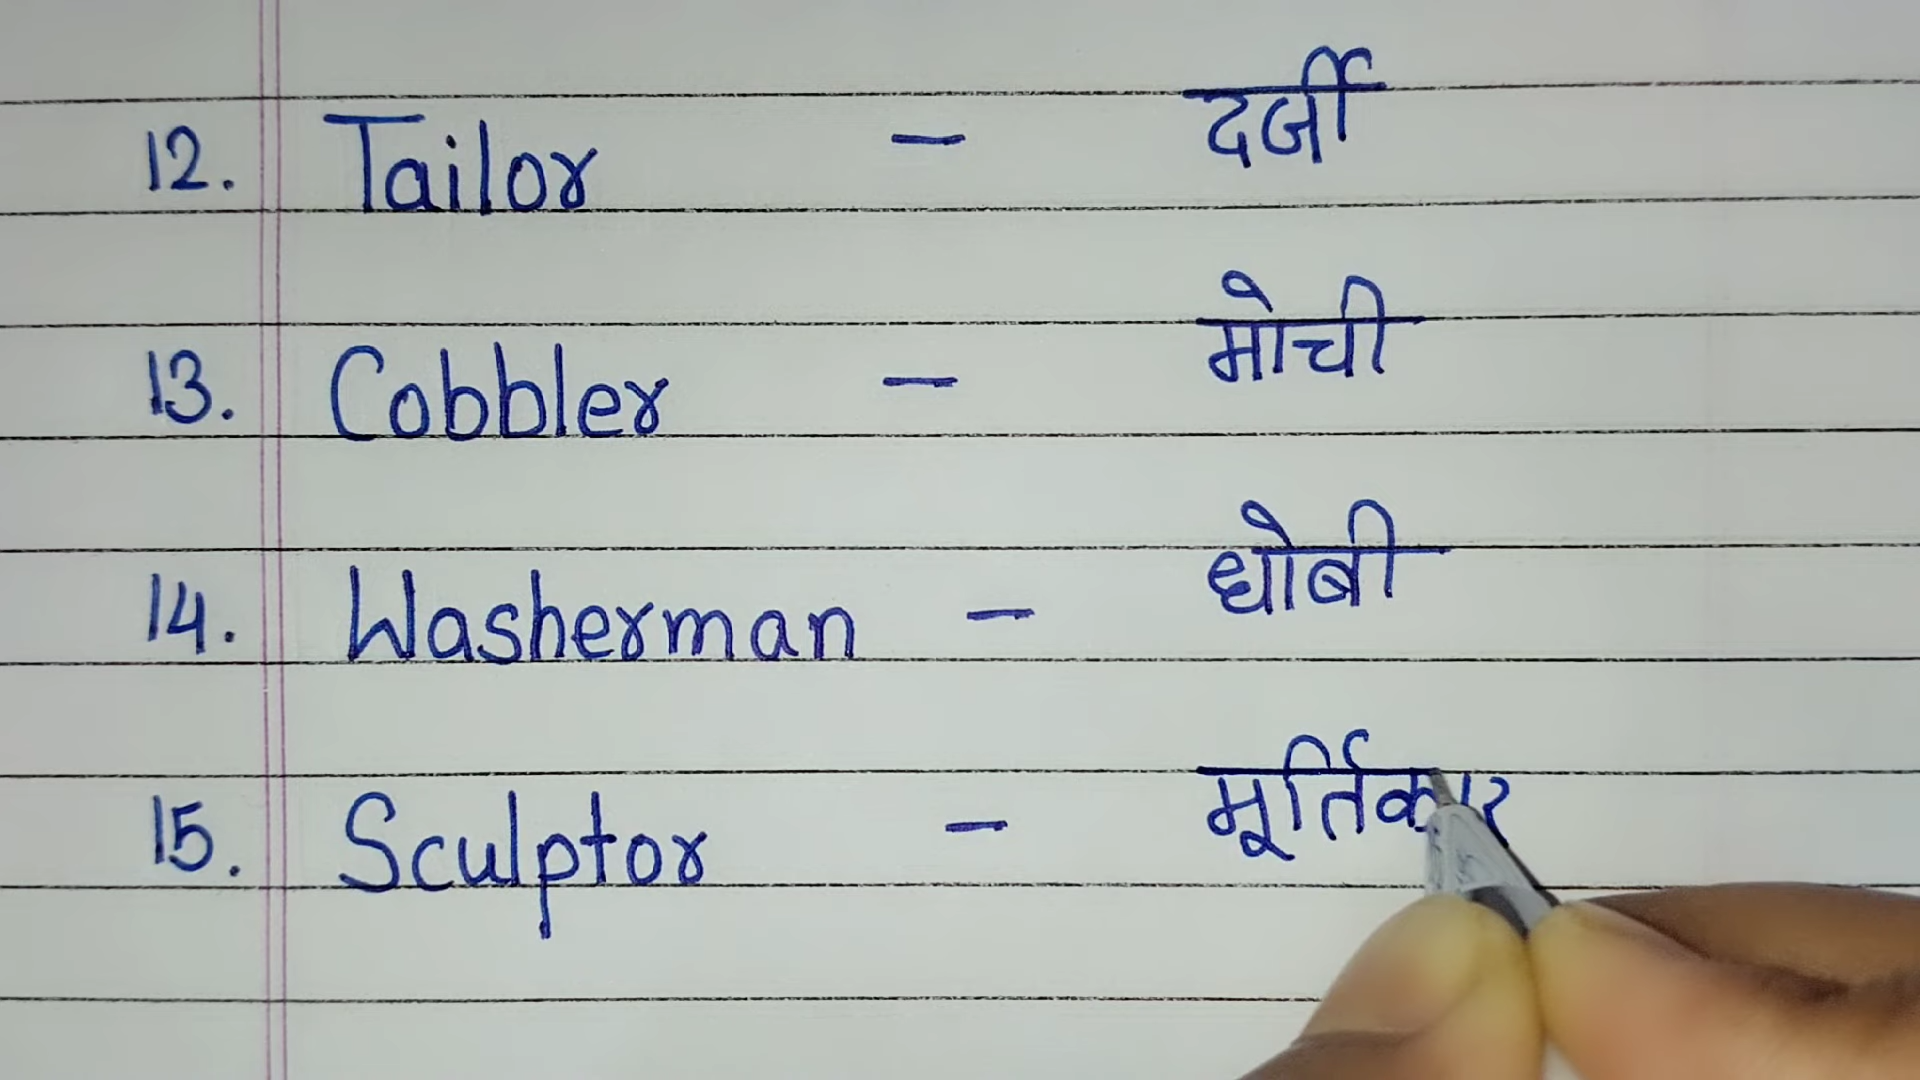 12. Tailor - दर्जी
13. Cobbler - मोची
14. Washerman - धोबी
15. Sculptor - मूर्तिकार